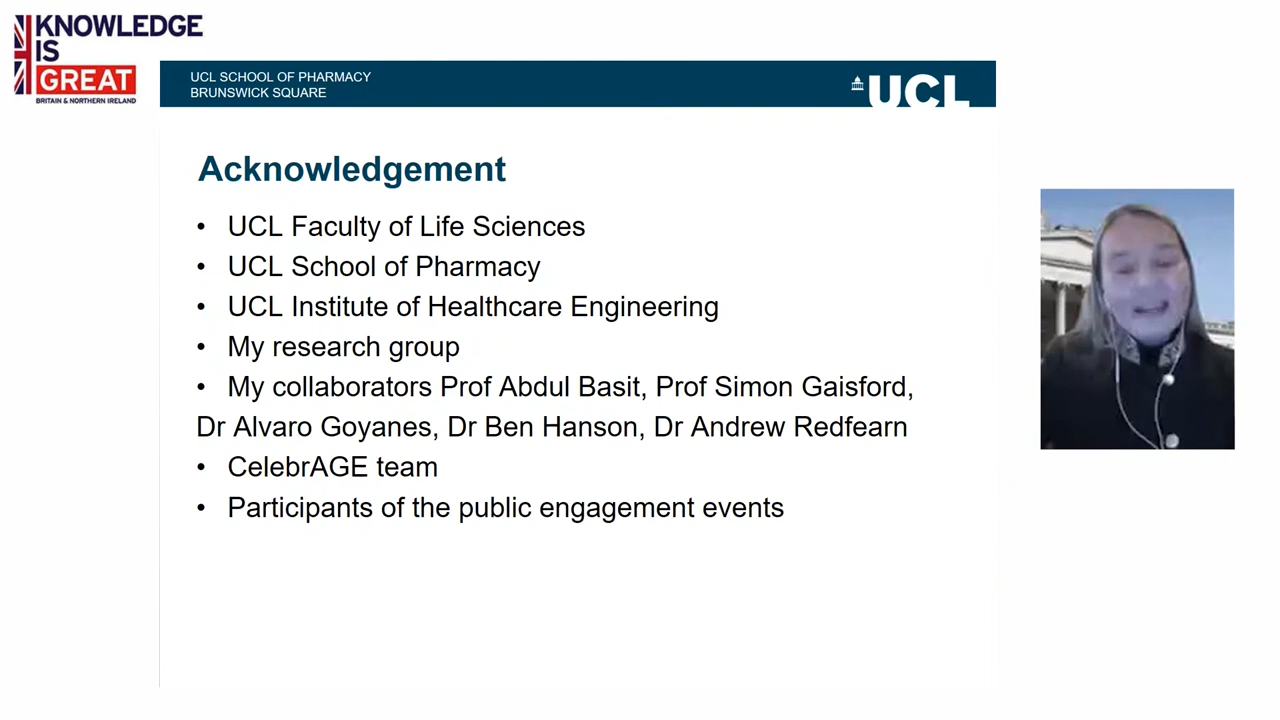 KNOWLEDGE
IS
GREAT
BRITAIN & NORTHERN IRELAND
UCL SCHOOL OF PHARMACY
BRUNSWICK SQUARE
UCL
Acknowledgement
• UCL Faculty of Life Sciences
• UCL School of Pharmacy
• UCL Institute of Healthcare Engineering
• My research group
• My collaborators Prof Abdul Basit, Prof Simon Gaisford,
Dr Alvaro Goyanes, Dr Ben Hanson, Dr Andrew Redfearn
• CelebrAGE team
• Participants of the public engagement events